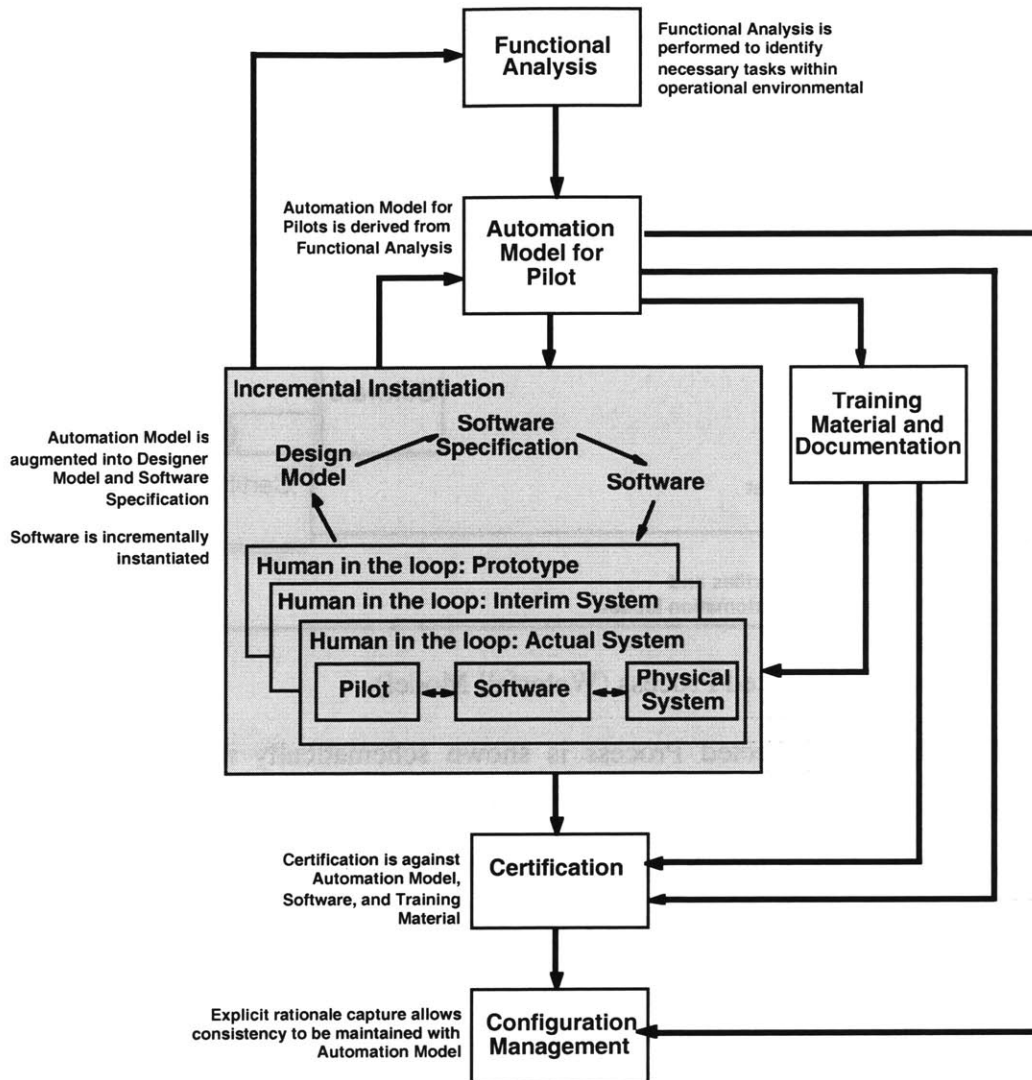 Functional
Analysis
Functional Analysis is
performed to identify
necessary tasks within
operational environmental
Automation Model for
Pilots is derived from
Functional Analysis
Automation
Model for
Pilot
Incremental Instantiation
Software
Specification
Design
Model
Software
Training
Material and
Documentation
Automation Model is
augmented into Designer
Model and Software
Specification
Software is incrementally
instantiated
Human in the loop: Prototype
Human in the loop: Interim System
Human in the loop: Actual System
Pilot
Software
Physical
System
Process is shown schematically
Certification is against
Automation Model,
Software, and Training
Material
Certification
Explicit rationale capture allows
consistency to be maintained with
Automation Model
Configuration
Management